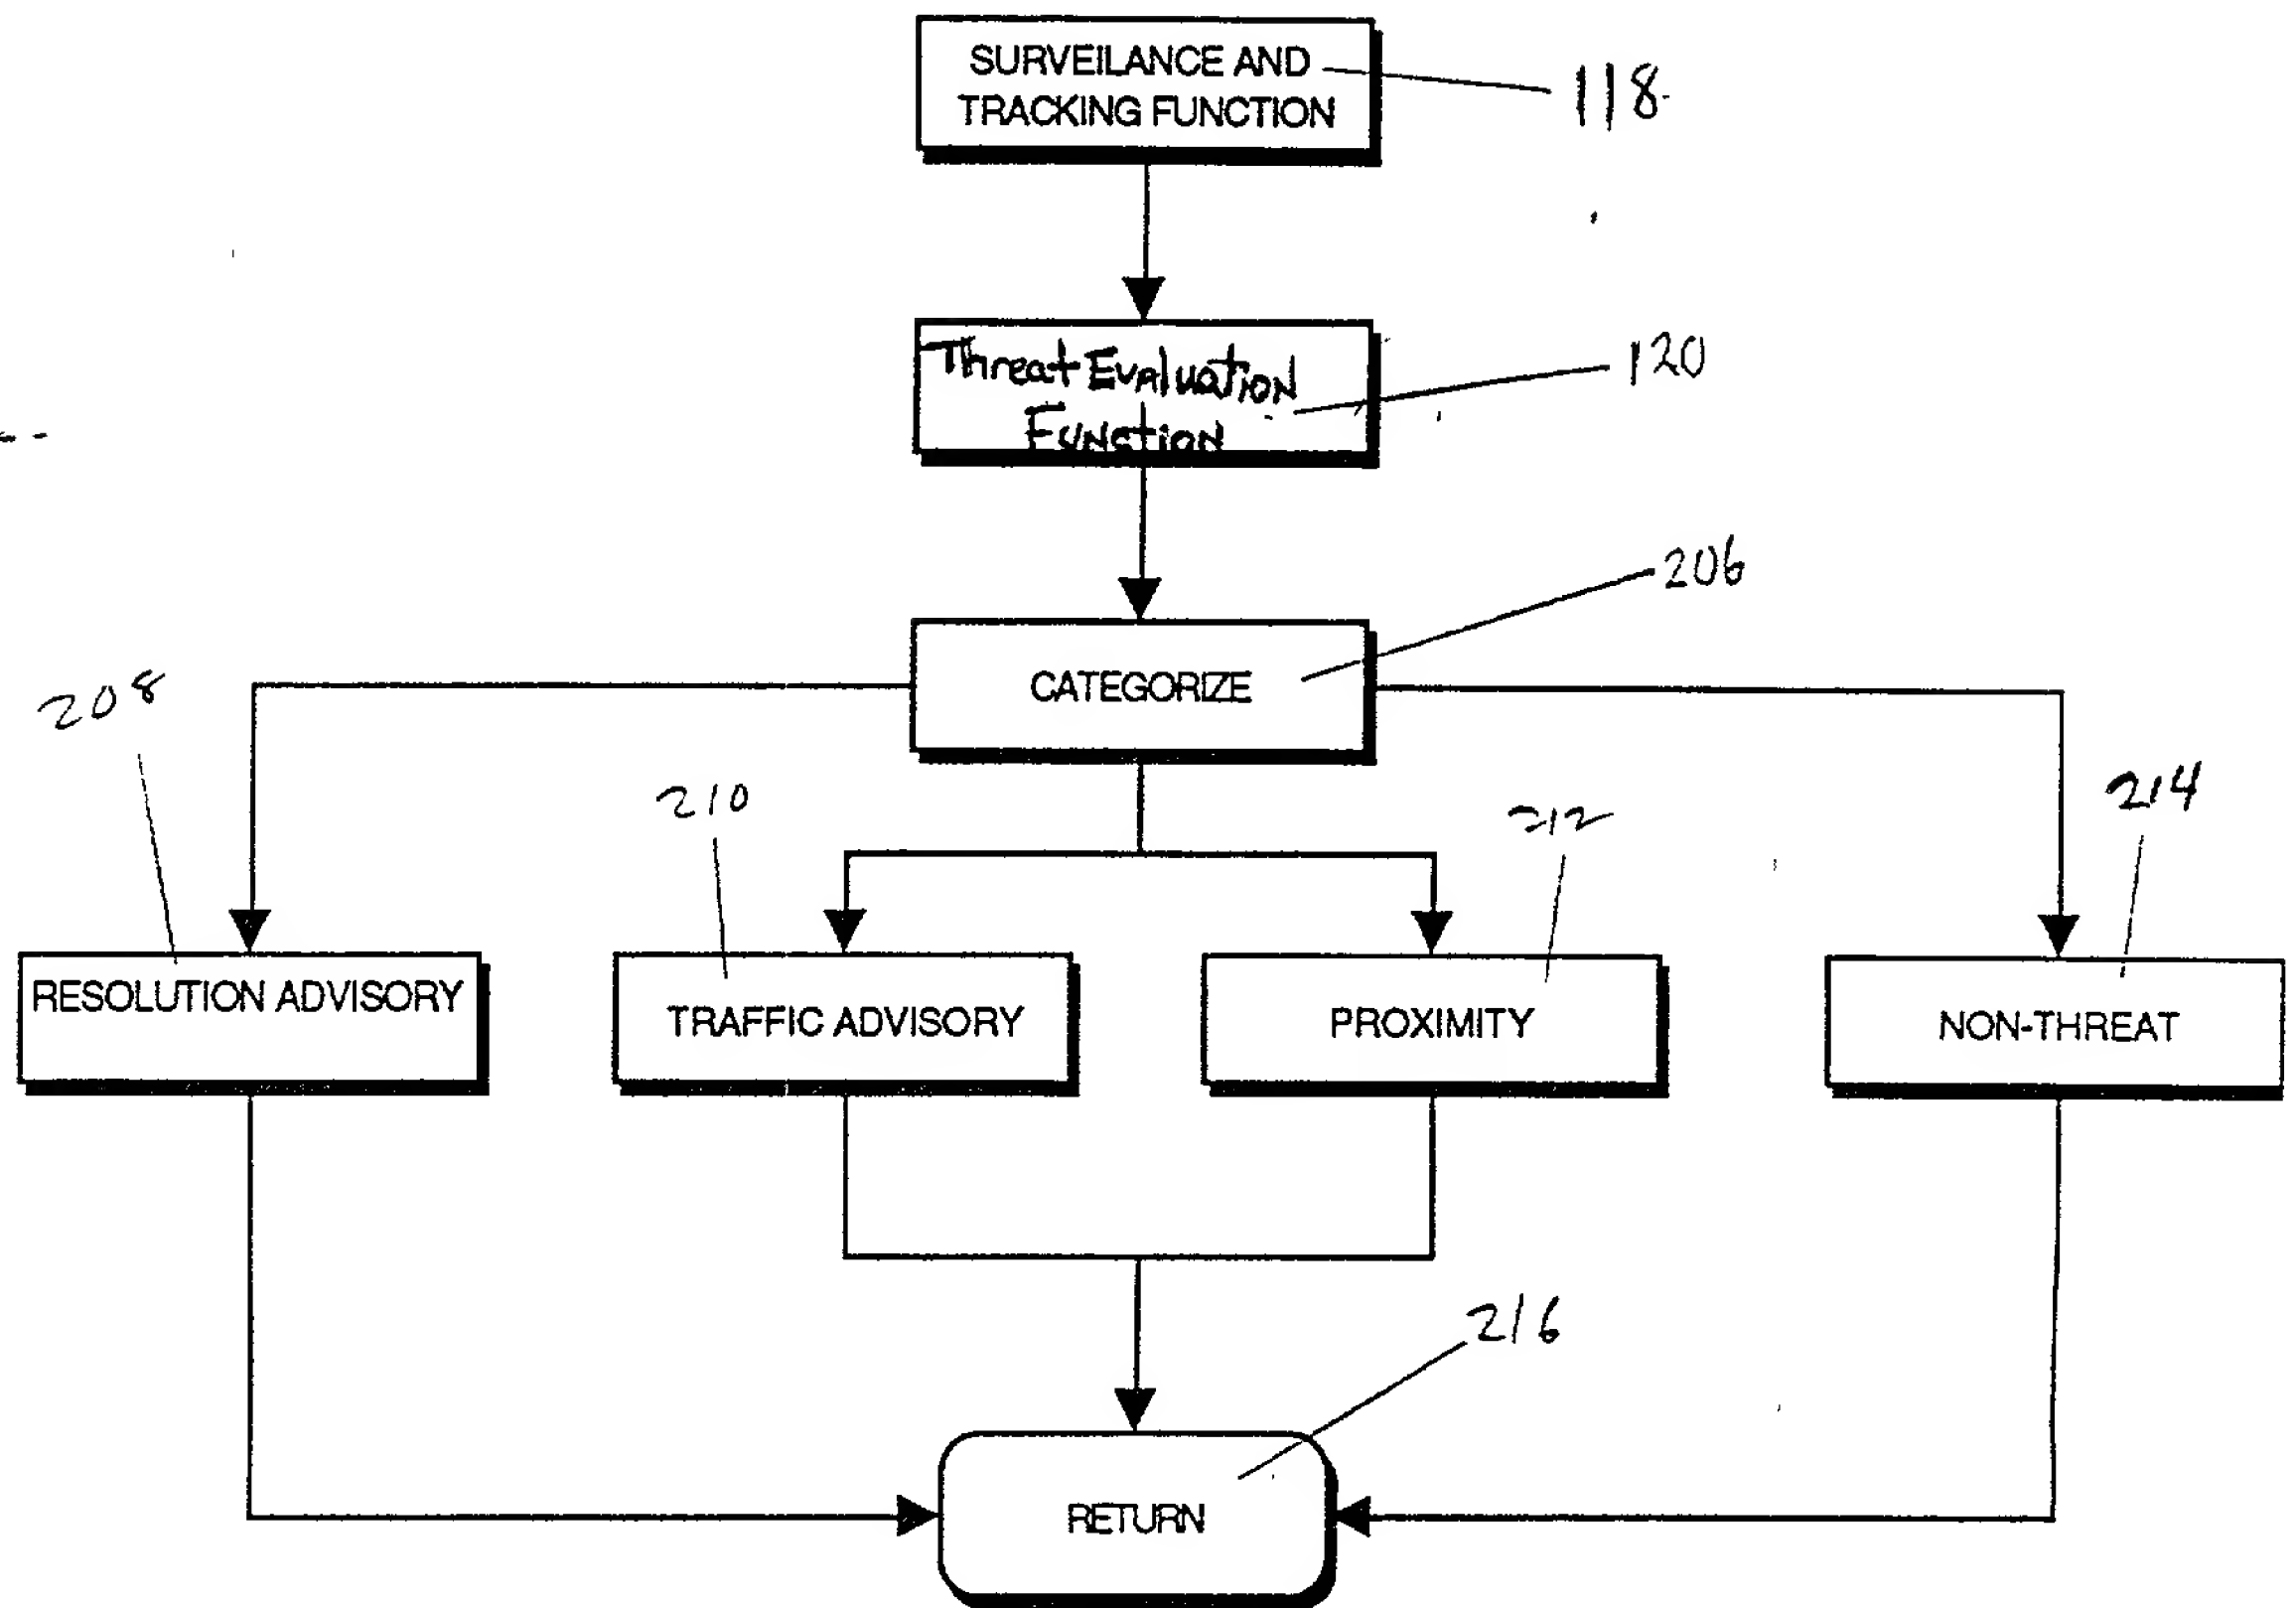 SURVEILANCE AND
TRACKING FUNCTION
118
Threat Evaluation
Function
120
206
CATEGORIZE
208
210
212
214
RESOLUTION ADVISORY
TRAFFIC ADVISORY
PROXIMITY
NON-THREAT
216
RETURN